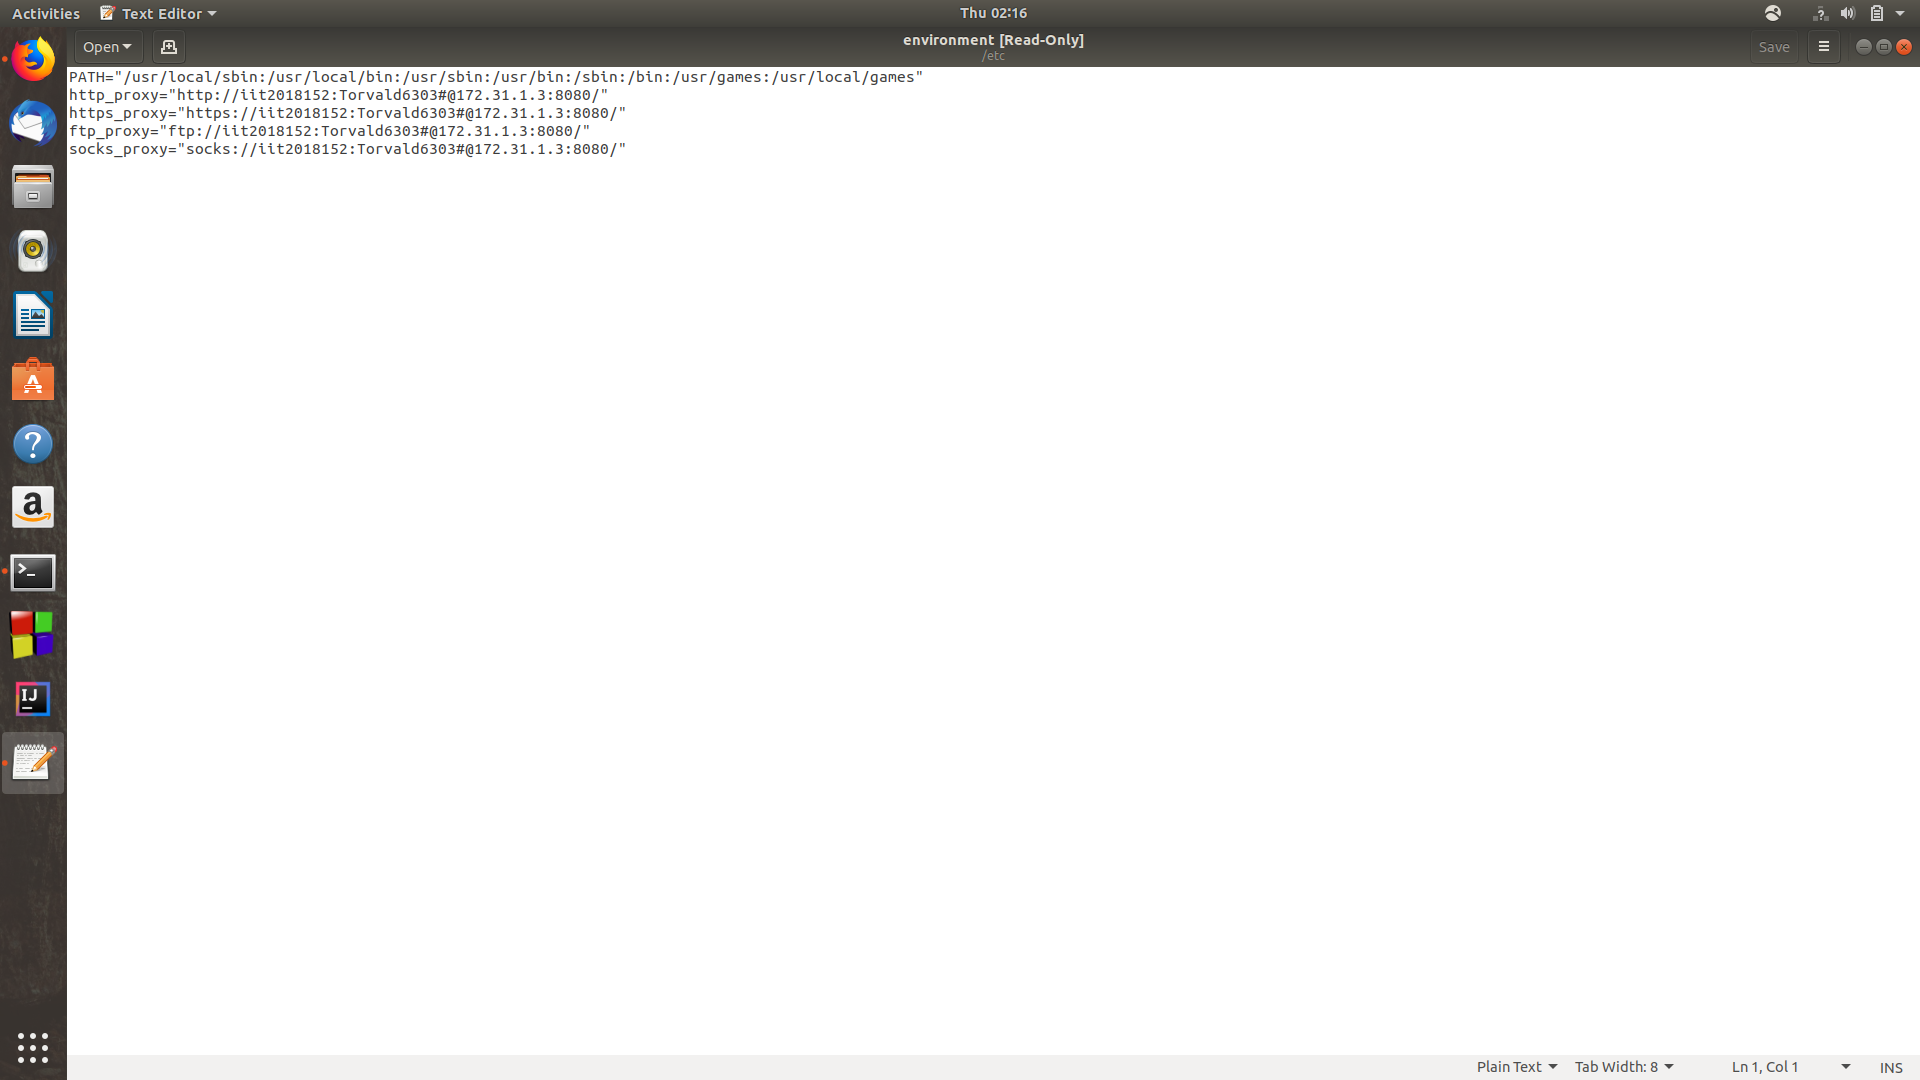 Activities Text Editor Thu 02:16
Open environment [Read-Only] Save
/etc
PATH="/usr/local/sbin:/usr/local/bin:/usr/sbin:/usr/bin:/sbin:/bin:/usr/games:/usr/local/games"
http_proxy="http://iit2018152:Torvald6303#@172.31.1.3:8080/"
https_proxy="https://iit2018152:Torvald6303#@172.31.1.3:8080/"
ftp_proxy="ftp://iit2018152:Torvald6303#@172.31.1.3:8080/"
socks_proxy="socks://iit2018152:Torvald6303#@172.31.1.3:8080/"
Plain Text Tab Width: 8 Ln 1, Col 1 INS